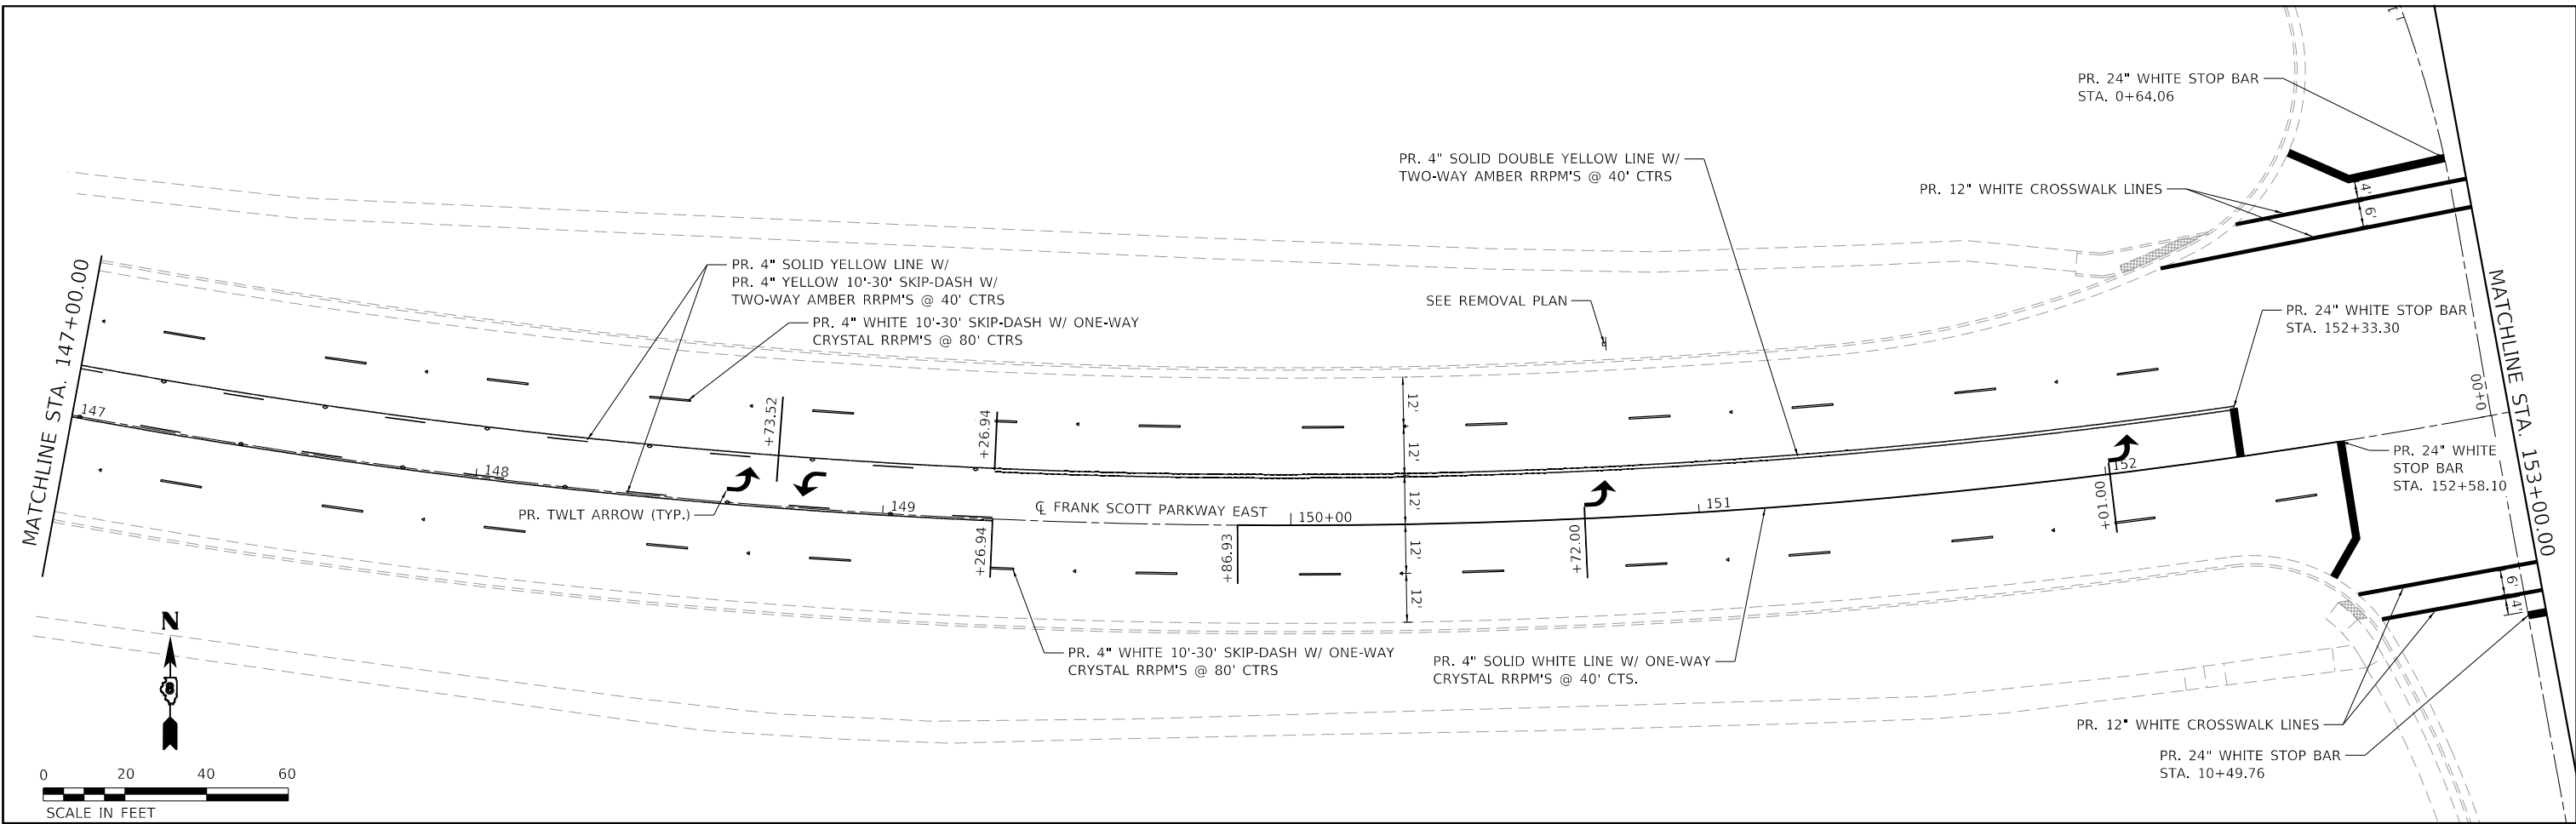 PR. 24" WHITE STOP BAR
STA. 0+64.06
PR. 4" SOLID DOUBLE YELLOW LINE W/
TWO-WAY AMBER RRPM'S @ 40' CTRS
PR. 12" WHITE CROSSWALK LINES
4'
6'
MATCHLINE STA. 147+00.00
PR. 4" SOLID YELLOW LINE W/
PR. 4" YELLOW 10'-30' SKIP-DASH W/
TWO-WAY AMBER RRPM'S @ 40' CTRS
PR. 4" WHITE 10'-30' SKIP-DASH W/ ONE-WAY
CRYSTAL RRPM'S @ 80' CTRS
SEE REMOVAL PLAN
PR. 24" WHITE STOP BAR
STA. 152+33.30
MATCHLINE STA. 153+00.00
0+00
147
+73.52
+26.94
12'
12'
12'
12'
12'
148
149
PR. TWLT ARROW (TYP.)
℄ FRANK SCOTT PARKWAY EAST
150+00
151
152
+26.94
+86.93
+72.00
+10.00
PR. 24" WHITE
STOP BAR
STA. 152+58.10
6'
4'
N
8
PR. 4" WHITE 10'-30' SKIP-DASH W/ ONE-WAY
CRYSTAL RRPM'S @ 80' CTRS
PR. 4" SOLID WHITE LINE W/ ONE-WAY
CRYSTAL RRPM'S @ 40' CTS.
PR. 12" WHITE CROSSWALK LINES
PR. 24" WHITE STOP BAR
STA. 10+49.76
0 20 40 60
SCALE IN FEET